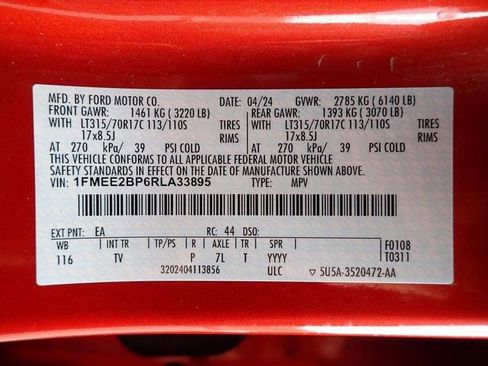 MFD. BY FORD MOTOR CO. 04/24 GVWR: 2785 KG ( 6140 LB)
FRONT GAWR: 1461 KG ( 3220 LB) REAR GAWR: 1393 KG ( 3070 LB)
WITH LT315/70R17C 113/110S TIRES WITH LT315/70R17C 113/110S TIRES
17x8.5J RIMS 17x8.5J RIMS
AT 270 kPa/ 39 PSI COLD AT 270 kPa/ 39 PSI COLD
THIS VEHICLE CONFORMS TO ALL APPLICABLE FEDERAL MOTOR VEHICLE
SAFETY STANDARDS IN EFFECT ON THE DATE OF MANUFACTURE SHOWN ABOVE.
VIN: 1FMEE2BP6RLA33895 TYPE: MPV
EXT PNT: EA RC: 44 DSO:
WB INT TR TP/PS R AXLE TR SPR F0108
116 TV P 7L T YYYY T0311
3202404113856 ULC 5U5A-3520472-AA